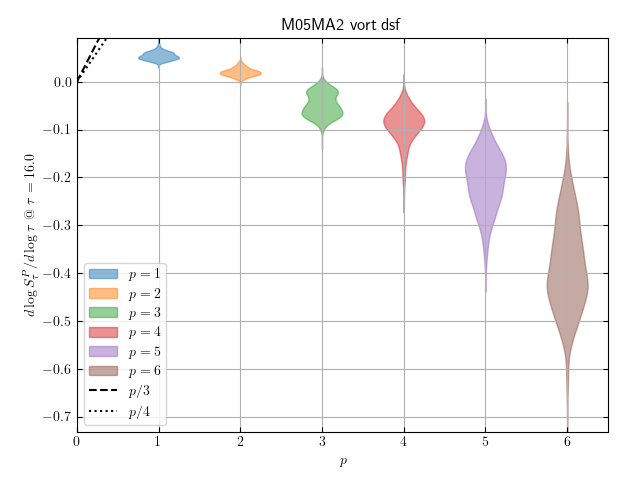 M05MA2 vort dsf
0.0
−0.1
−0.2
−0.3
−0.4
−0.5
−0.6
−0.7
d log S_τ^P / d log τ @ τ = 16.0
p = 1
p = 2
p = 3
p = 4
p = 5
p = 6
p/3
p/4
0 1 2 3 4 5 6
p